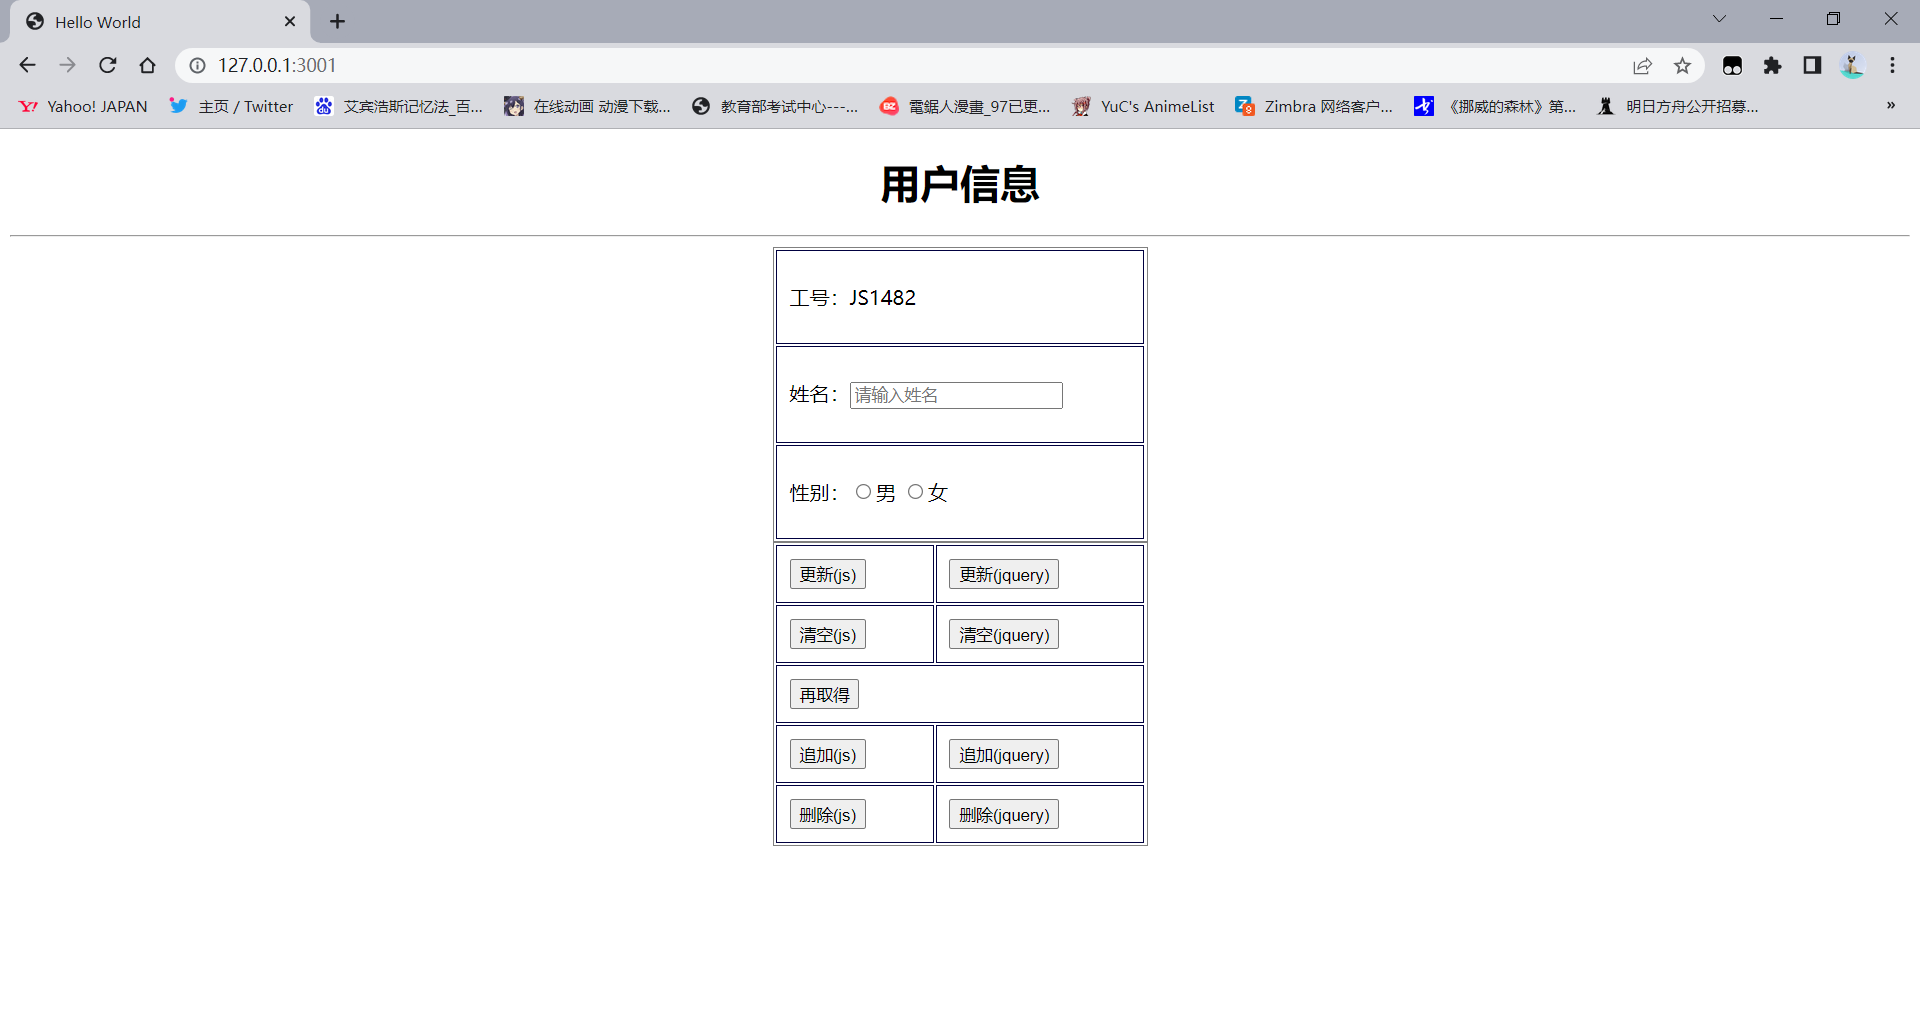 Hello World
127.0.0.1:3001
Yahoo! JAPAN 主页 / Twitter 艾宾浩斯记忆法_百... 在线动画 动漫下载... 教育部考试中心---... 電鋸人漫畫_97已更... YuC's AnimeList Zimbra 网络客户... 《挪威的森林》第... 明日方舟公开招募... »
用户信息
工号：JS1482
姓名：请输入姓名
性别：男 女
更新(js) 更新(jquery)
清空(js) 清空(jquery)
再取得
追加(js) 追加(jquery)
删除(js) 删除(jquery)